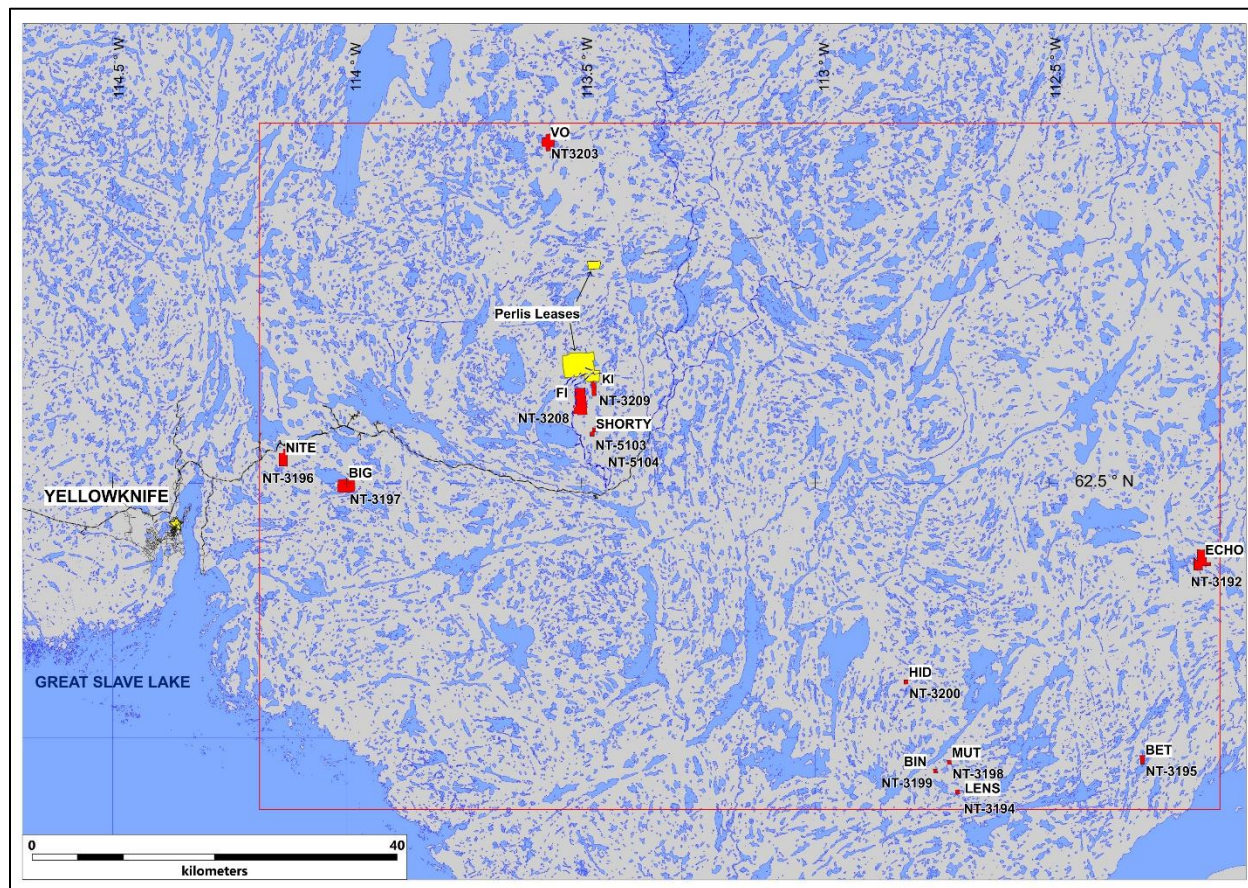 114.5 ° W
114 ° W
113.5 ° W
113 ° W
112.5 ° W
VO
NT3203
Perlis Leases
KI
FI
NT-3209
NT-3208
SHORTY
NT-5103
NT-5104
NITE
NT-3196
BIG
NT-3197
YELLOWKNIFE
62.5 ° N
ECHO
NT-3192
GREAT SLAVE LAKE
HID
NT-3200
MUT
BIN
NT-3198
NT-3199
LENS
NT-3194
BET
NT-3195
0 40
kilometers